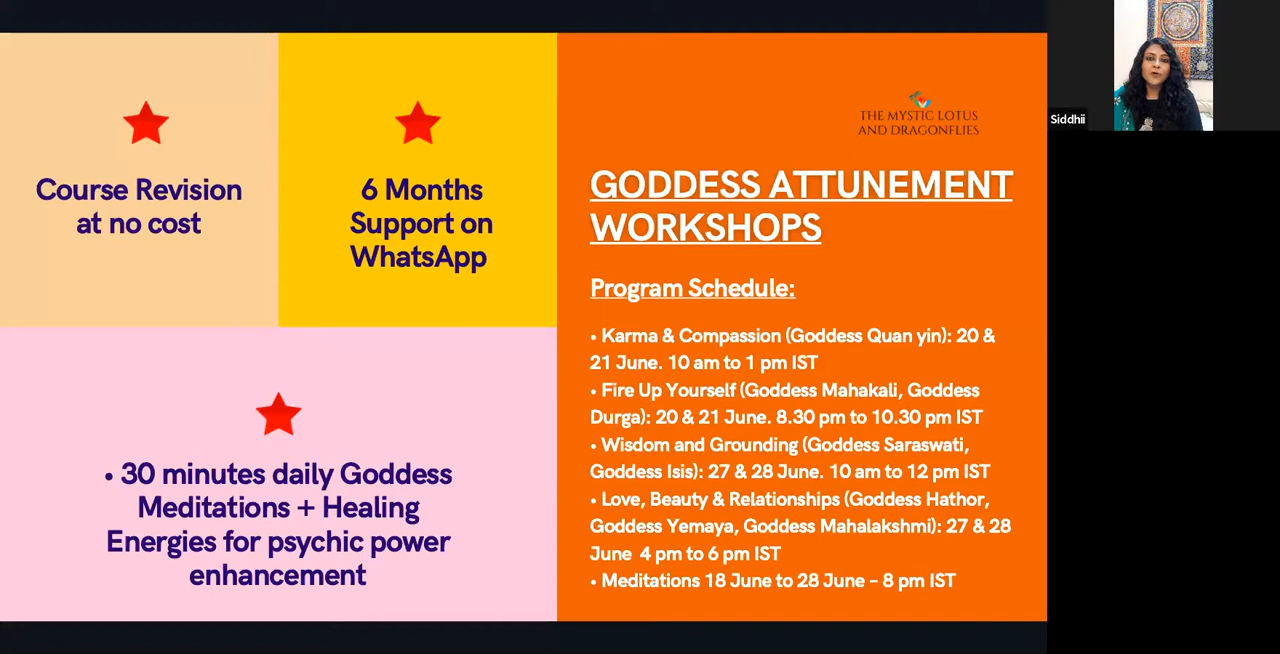 Course Revision
at no cost
6 Months
Support on
WhatsApp
• 30 minutes daily Goddess
Meditations + Healing
Energies for psychic power
enhancement
THE MYSTIC LOTUS
AND DRAGONFLIES
GODDESS ATTUNEMENT
WORKSHOPS
Program Schedule:
• Karma & Compassion (Goddess Quan yin): 20 &
21 June. 10 am to 1 pm IST
• Fire Up Yourself (Goddess Mahakali, Goddess
Durga): 20 & 21 June. 8.30 pm to 10.30 pm IST
• Wisdom and Grounding (Goddess Saraswati,
Goddess Isis): 27 & 28 June. 10 am to 12 pm IST
• Love, Beauty & Relationships (Goddess Hathor,
Goddess Yemaya, Goddess Mahalakshmi): 27 & 28
June 4 pm to 6 pm IST
• Meditations 18 June to 28 June – 8 pm IST
Siddhii